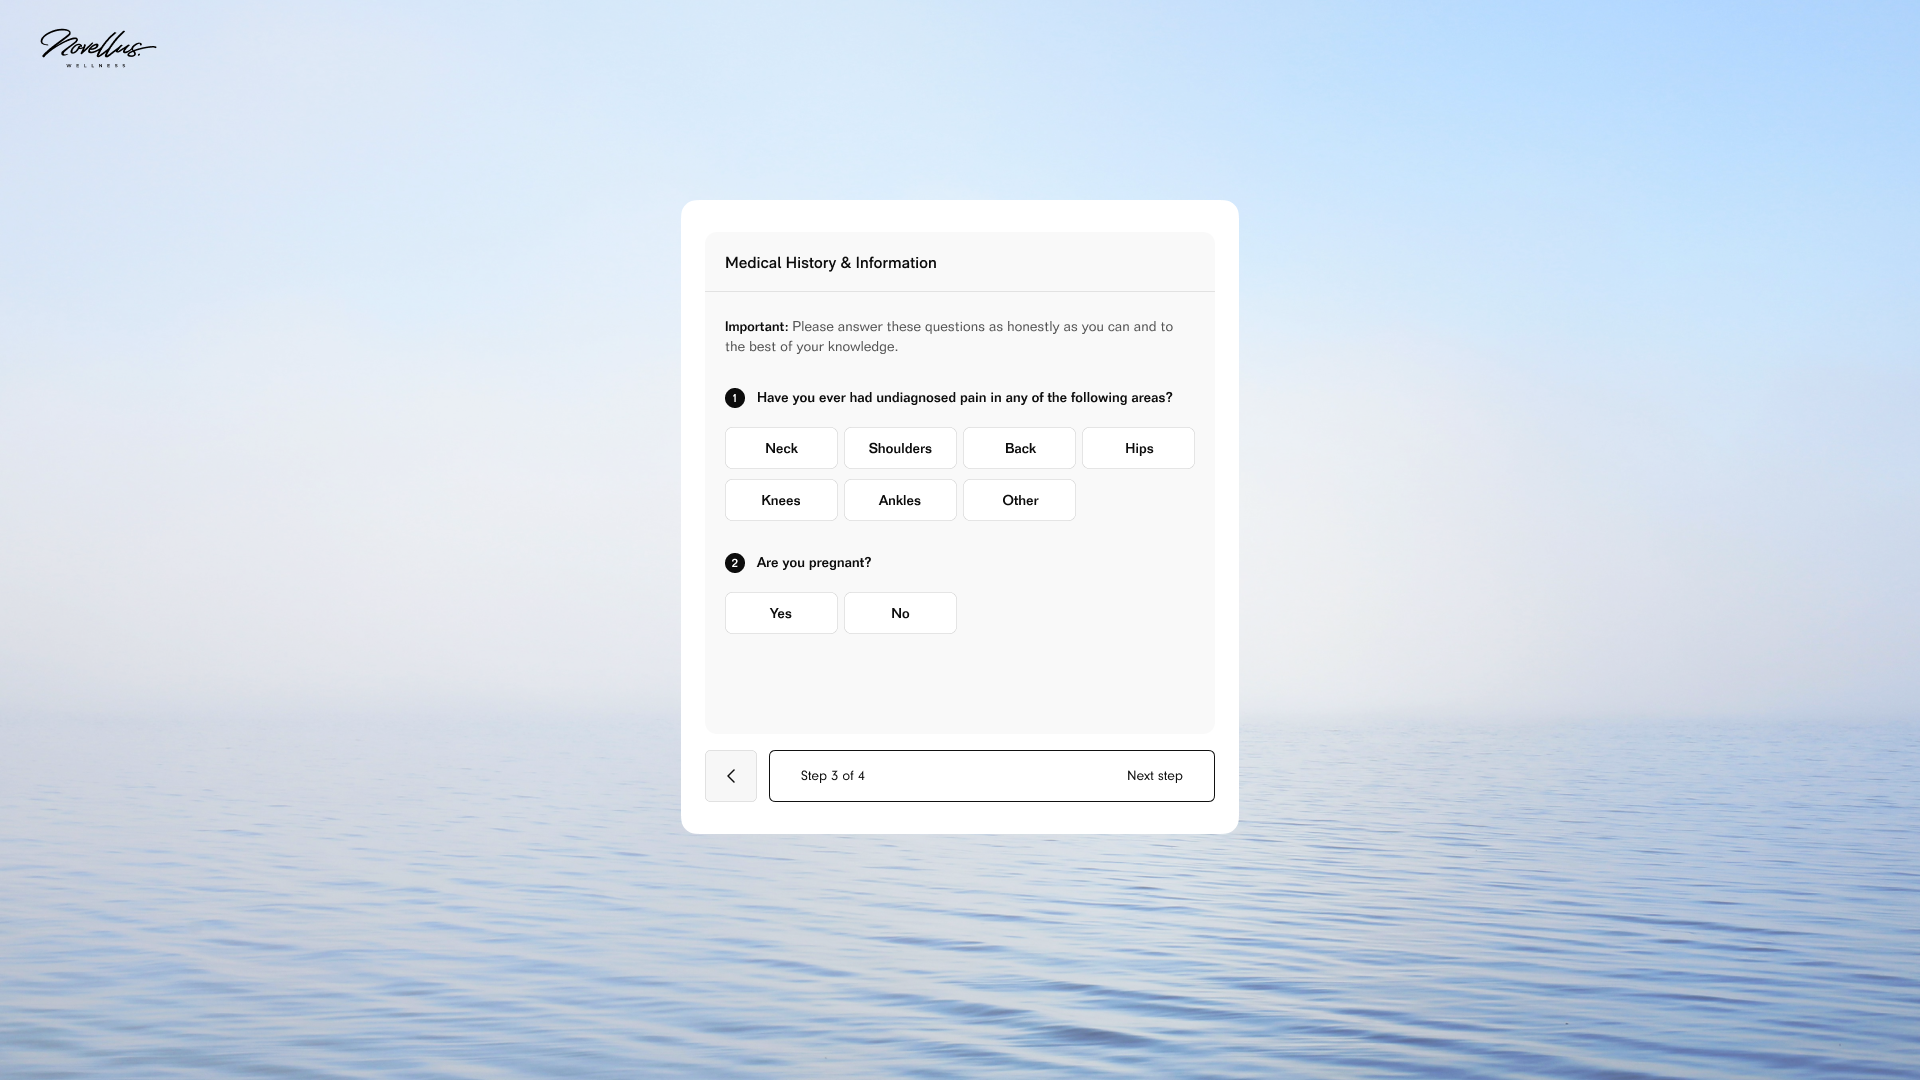 Novellus.
WELLNESS
Medical History & Information
Important: Please answer these questions as honestly as you can and to
the best of your knowledge.
1 Have you ever had undiagnosed pain in any of the following areas?
Neck Shoulders Back Hips
Knees Ankles Other
2 Are you pregnant?
Yes No
Step 3 of 4 Next step